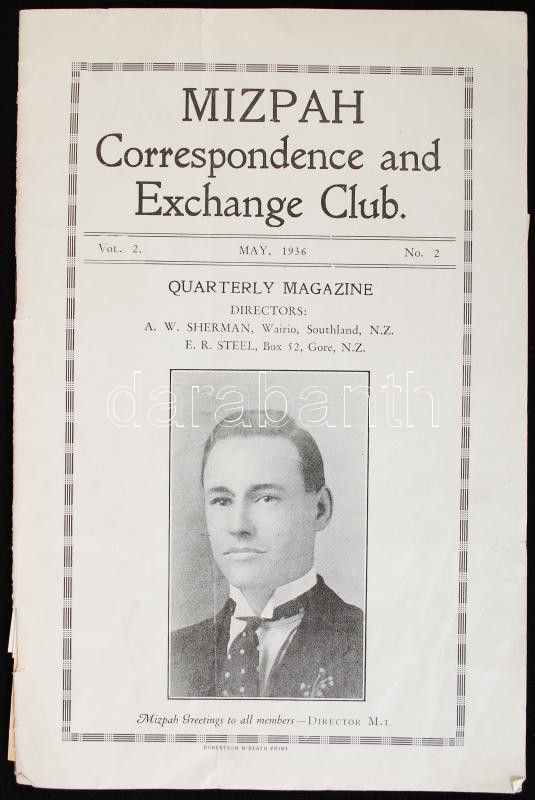 MIZPAH
Correspondence and
Exchange Club.
VOL. 2. MAY, 1936 No. 2
QUARTERLY MAGAZINE
DIRECTORS:
A. W. SHERMAN, Wairio, Southland, N.Z.
E. R. STEEL, Box 52, Gore, N.Z.
darabanth
Mizpah Greetings to all members—DIRECTOR M.1.
ROBERTSON M'BEATH PRINT